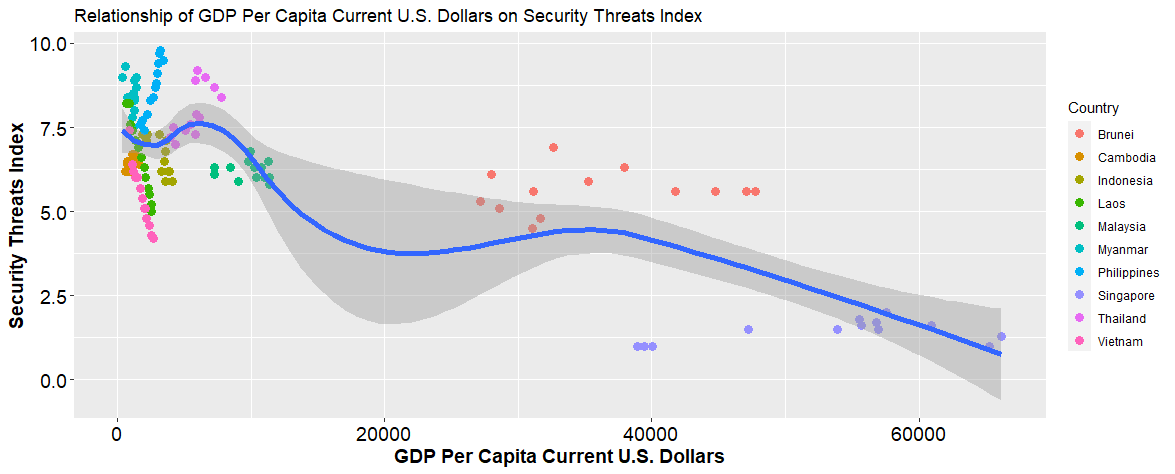 Relationship of GDP Per Capita Current U.S. Dollars on Security Threats Index
10.0
7.5
5.0
2.5
0.0
Security Threats Index
0
20000
40000
60000
GDP Per Capita Current U.S. Dollars
Country
Brunei
Cambodia
Indonesia
Laos
Malaysia
Myanmar
Philippines
Singapore
Thailand
Vietnam